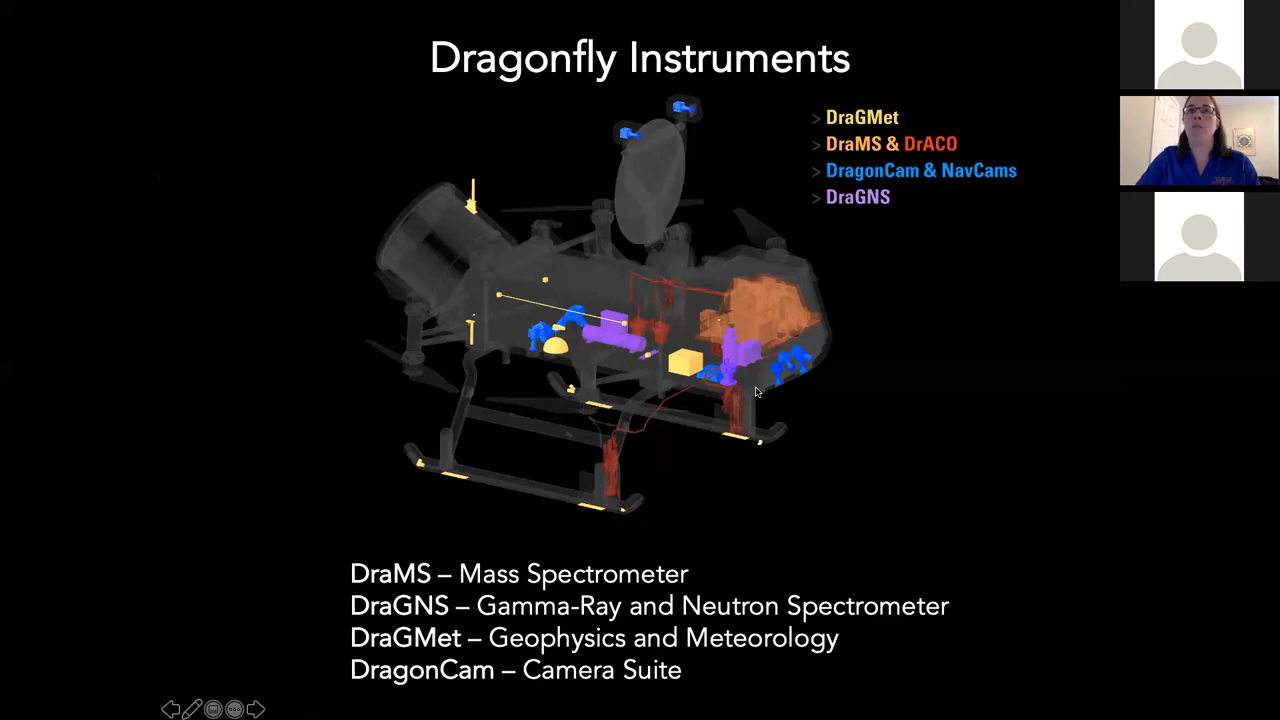 Dragonfly Instruments
> DraGMet
> DraMS & DrACO
> DragonCam & NavCams
> DraGNS
DraMS – Mass Spectrometer
DraGNS – Gamma-Ray and Neutron Spectrometer
DraGMet – Geophysics and Meteorology
DragonCam – Camera Suite